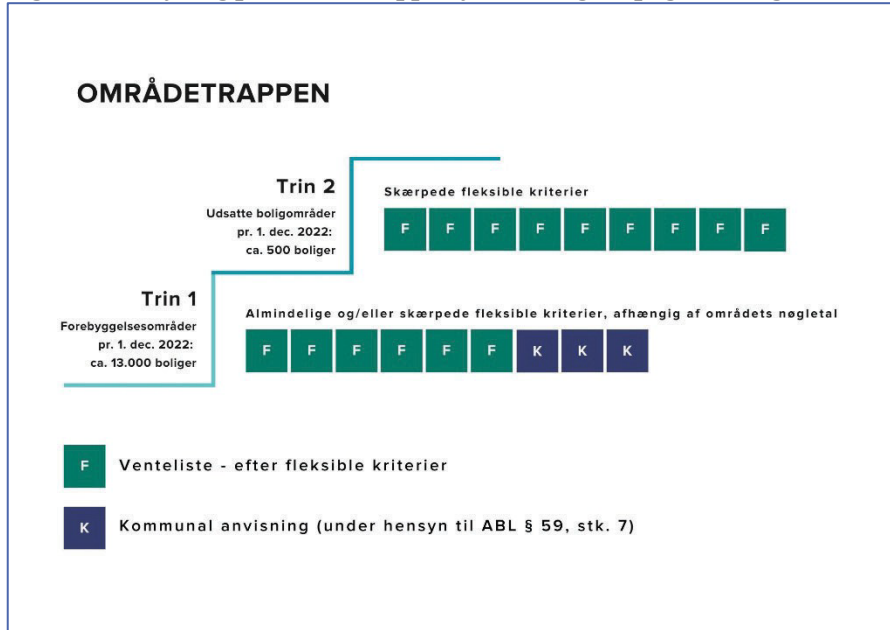 OMRÅDETRAPPEN
Trin 2
Udsatte boligområder
pr. 1. dec. 2022:
ca. 500 boliger
Skærpede fleksible kriterier
F F F F F F F F F
Trin 1
Forebyggelsesområder
pr. 1. dec. 2022:
ca. 13.000 boliger
Almindelige og/eller skærpede fleksible kriterier, afhængig af områdets nøgletal
F F F F F F K K K
F Venteliste - efter fleksible kriterier
K Kommunal anvisning (under hensyn til ABL § 59, stk. 7)